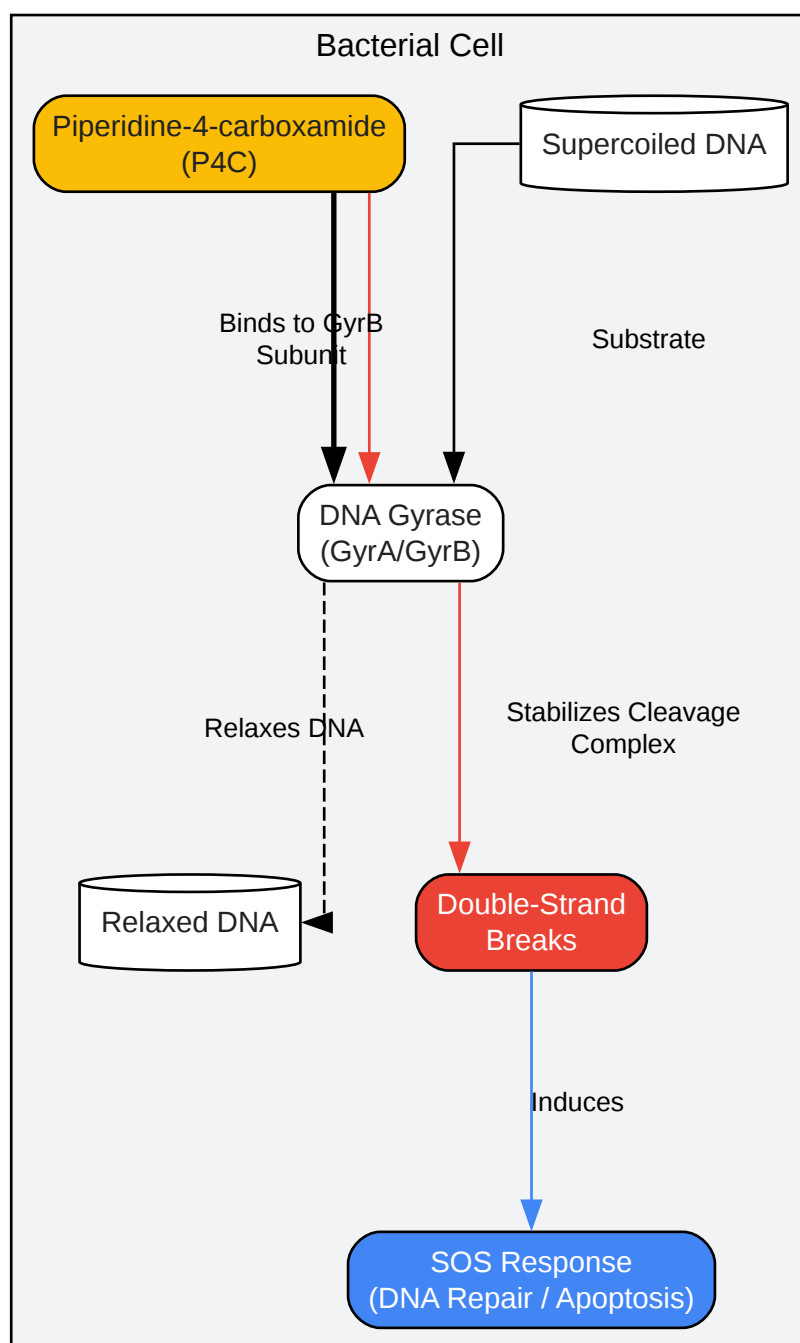 Bacterial Cell
Piperidine-4-carboxamide
(P4C)
Supercoiled DNA
Binds to GyrB
Subunit
Substrate
DNA Gyrase
(GyrA/GyrB)
Relaxes DNA
Stabilizes Cleavage
Complex
Relaxed DNA
Double-Strand
Breaks
Induces
SOS Response
(DNA Repair / Apoptosis)